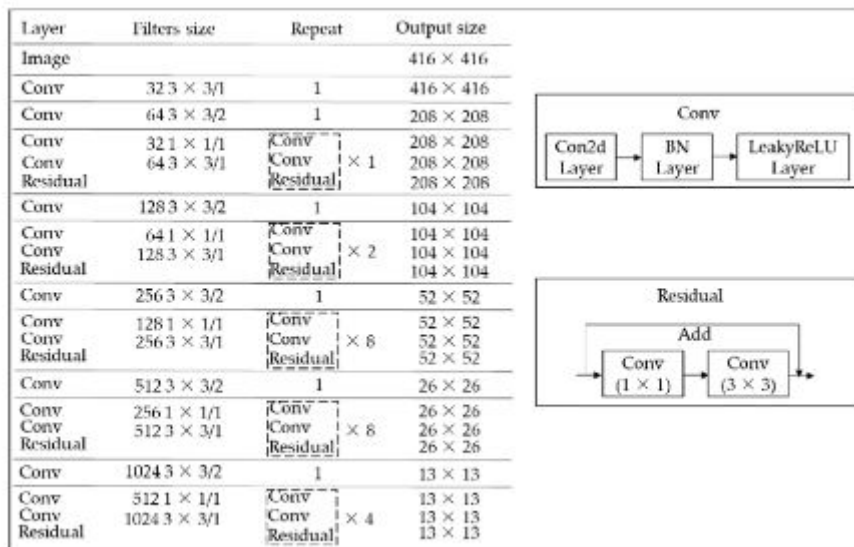 Layer Filters size Repeat Output size
Image 416 × 416
Conv 32 3 × 3/1 1 416 × 416
Conv 64 3 × 3/2 1 208 × 208
Conv 32 1 × 1/1 Conv 208 × 208
Conv 64 3 × 3/1 Conv × 1 208 × 208
Residual Residual 208 × 208
Conv 128 3 × 3/2 1 104 × 104
Conv 64 1 × 1/1 Conv 104 × 104
Conv 128 3 × 3/1 Conv × 2 104 × 104
Residual Residual 104 × 104
Conv 256 3 × 3/2 1 52 × 52
Conv 128 1 × 1/1 Conv 52 × 52
Conv 256 3 × 3/1 Conv × 8 52 × 52
Residual Residual 52 × 52
Conv 512 3 × 3/2 1 26 × 26
Conv 256 1 × 1/1 Conv 26 × 26
Conv 512 3 × 3/1 Conv × 8 26 × 26
Residual Residual 26 × 26
Conv 1024 3 × 3/2 1 13 × 13
Conv 512 1 × 1/1 Conv 13 × 13
Conv 1024 3 × 3/1 Conv × 4 13 × 13
Residual Residual 13 × 13
Conv
Con2d BN LeakyReLU
Layer Layer Layer
Residual
Add
Conv Conv
(1 × 1) (3 × 3)